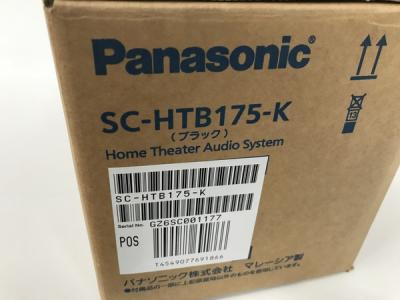 Panasonic
SC-HTB175-K
(ブラック)
Home Theater Audio System
SC-HTB175-K
Serial No. GZ6SC001177
POS
T4549077691866
パナソニック株式会社 マレーシア製